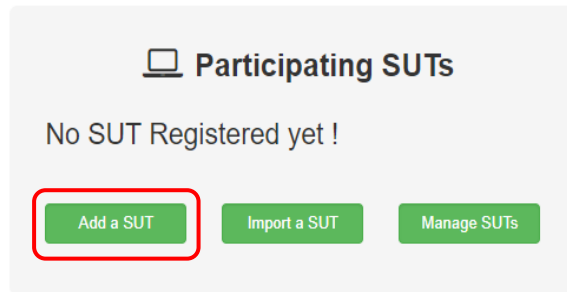 Participating SUTs
No SUT Registered yet !
Add a SUT Import a SUT Manage SUTs